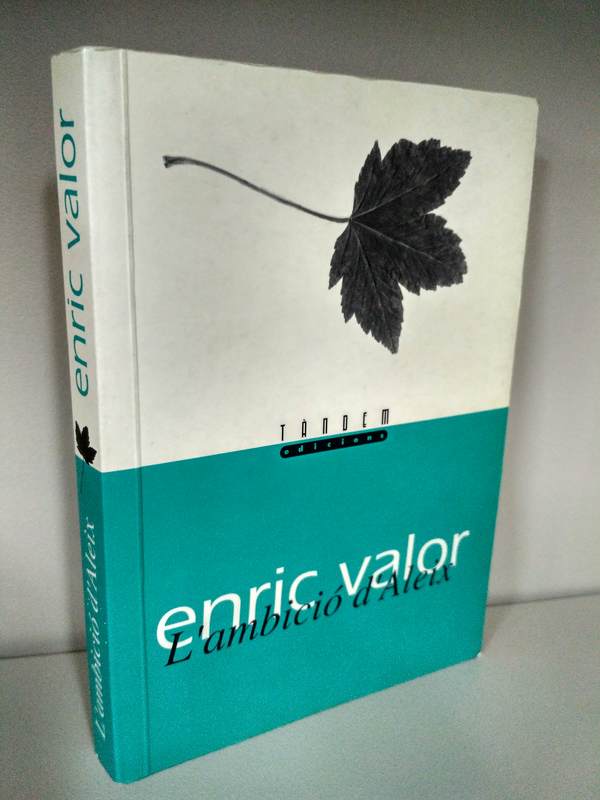 enric valor
L'ambició d'Aleix
TÀNDEM
edicions
enric valor
L'ambició d'Aleix